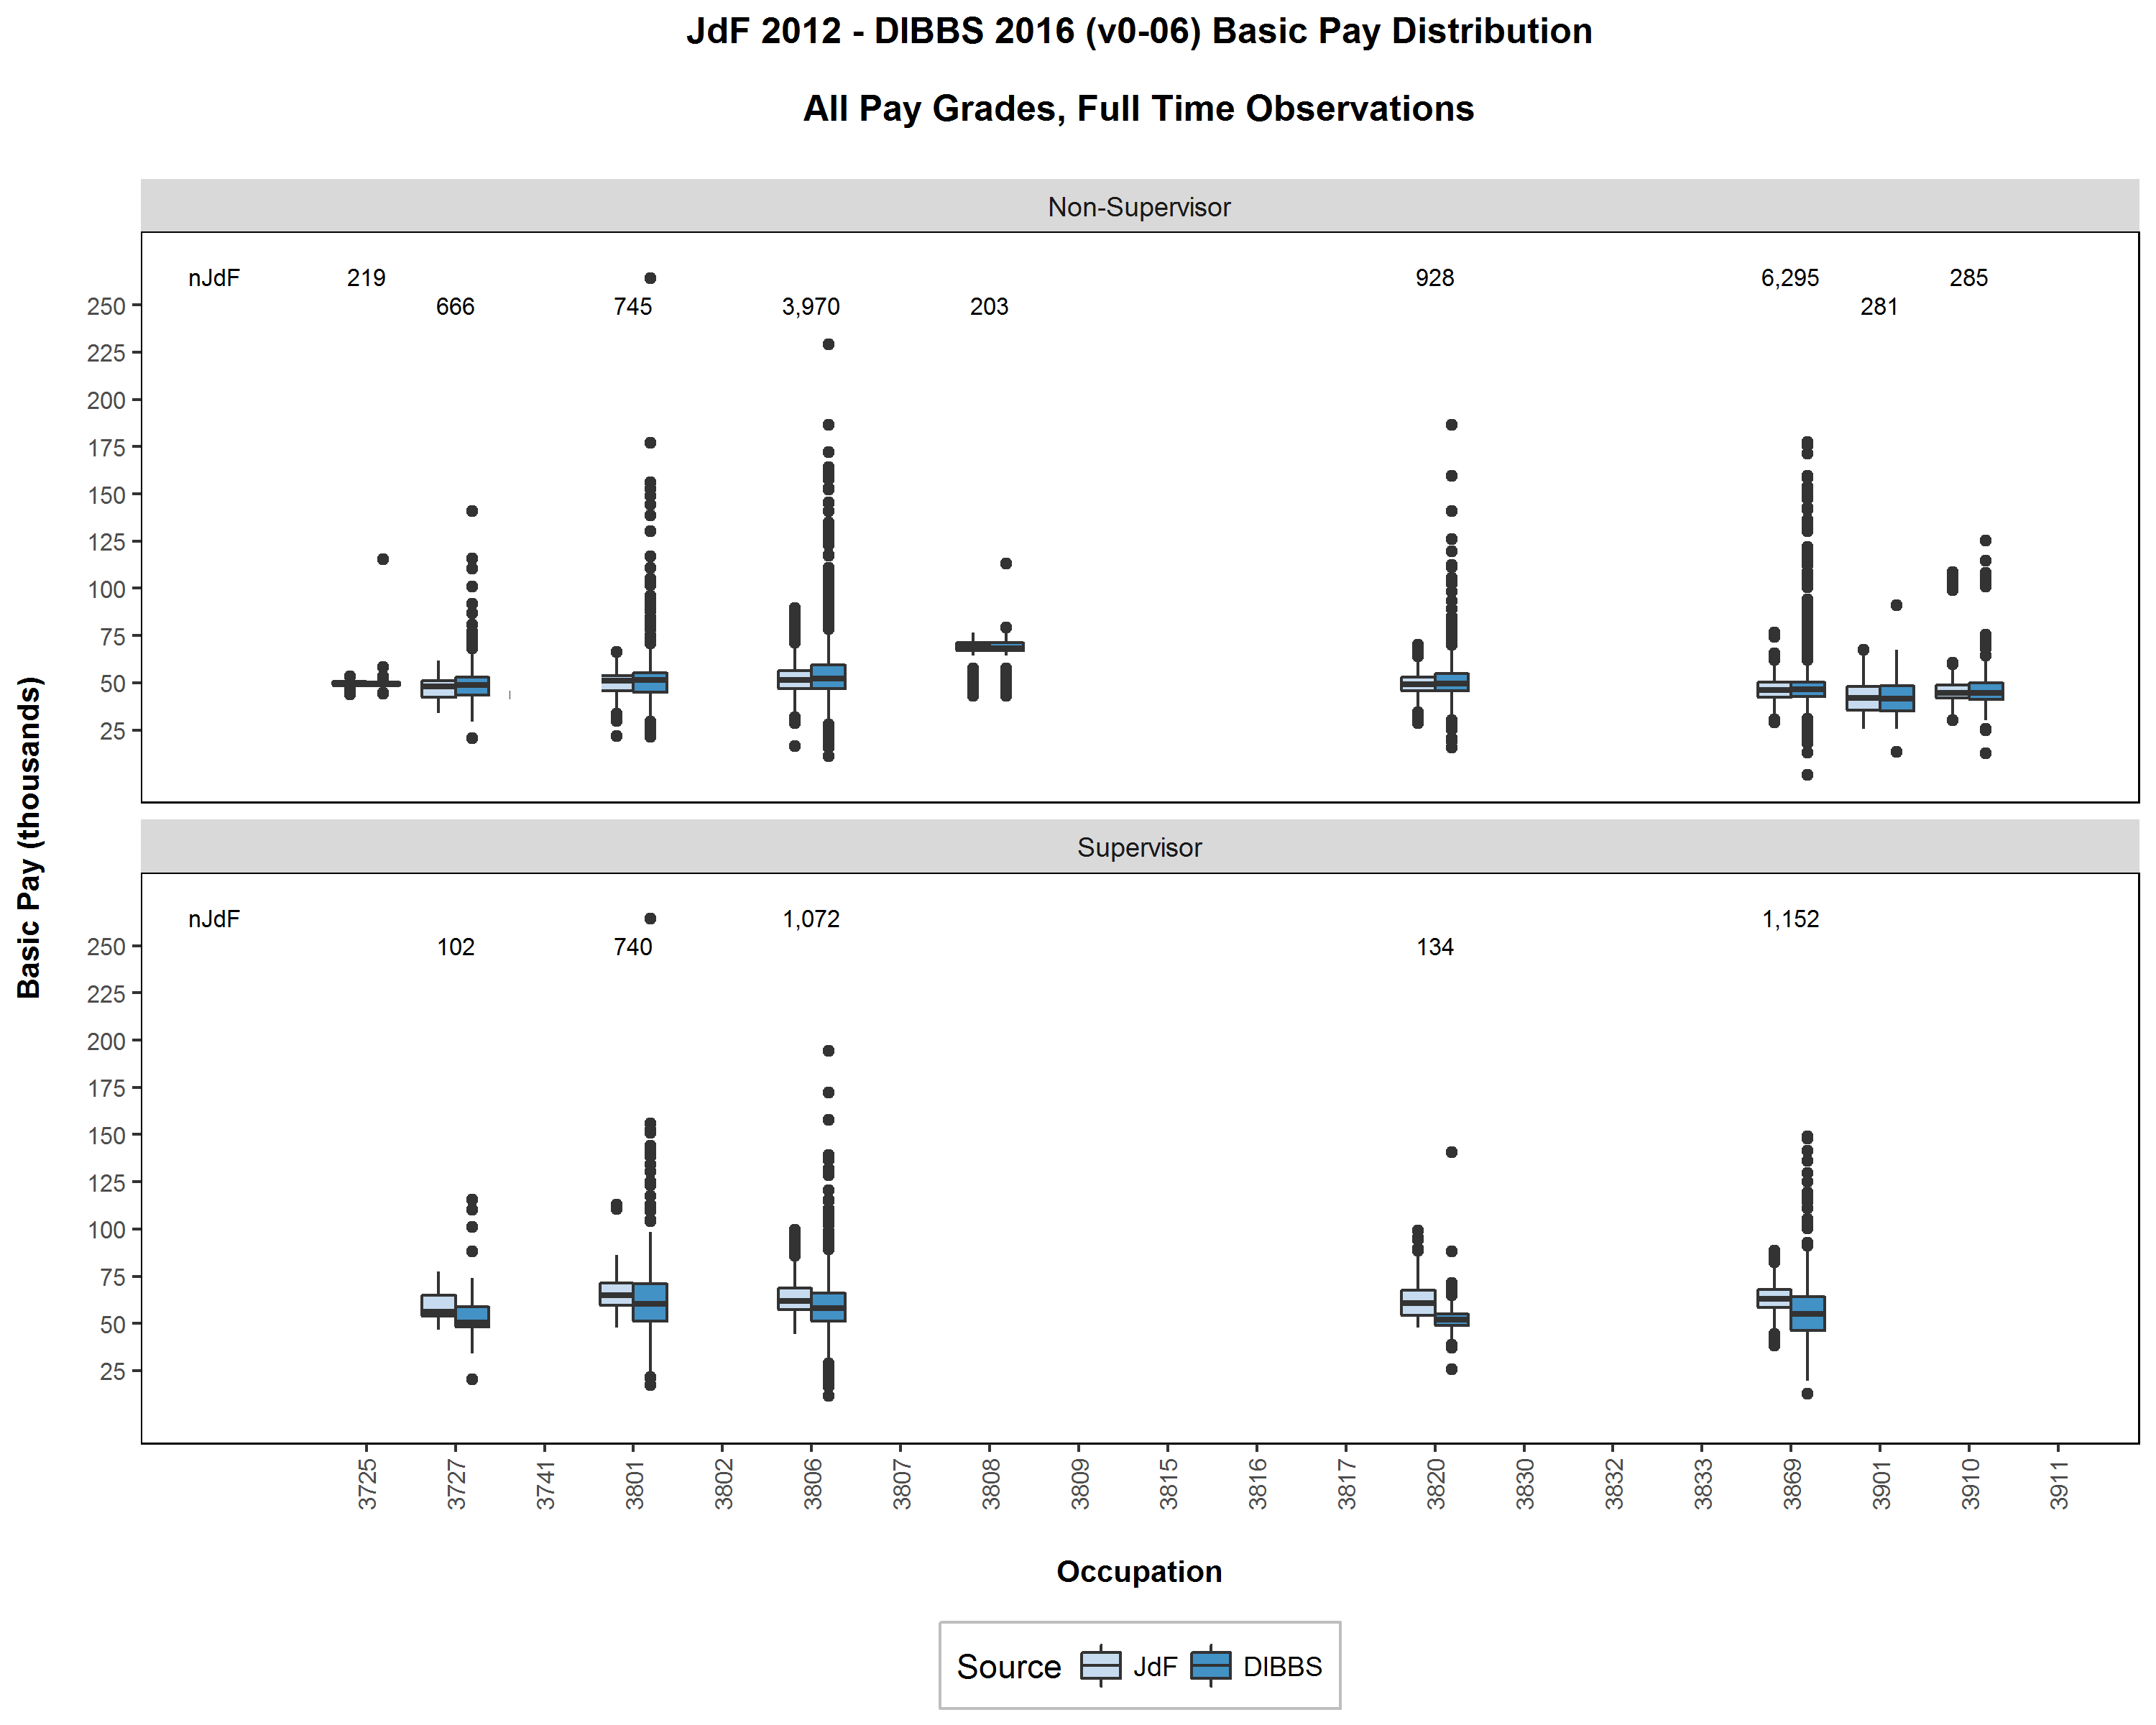 JdF 2012 - DIBBS 2016 (v0-06) Basic Pay Distribution
All Pay Grades, Full Time Observations
Non-Supervisor
nJdF 219 928 6,295 285
666 745 3,970 203 281
250
225
200
175
150
125
100
75
50
25
Basic Pay (thousands)
Supervisor
nJdF 1,072 1,152
102 740 134
250
225
200
175
150
125
100
75
50
25
3725 3727 3741 3801 3802 3806 3807 3808 3809 3815 3816 3817 3820 3830 3832 3833 3869 3901 3910 3911
Occupation
Source JdF DIBBS